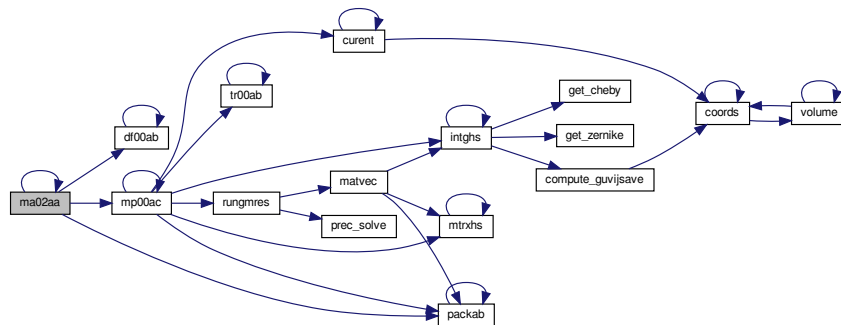 curent
tr00ab
get_cheby
df00ab
coords
volume
intghs
get_zernike
matvec
compute_guvijsave
ma02aa
mp00ac
rungmres
prec_solve
mtrxhs
packab